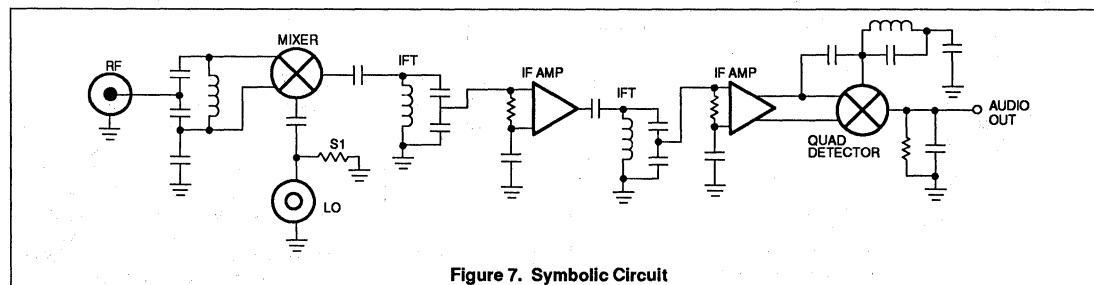 RF
MIXER
S1
LO
IFT
IF AMP
IFT
IF AMP
QUAD
DETECTOR
AUDIO
OUT
Figure 7. Symbolic Circuit